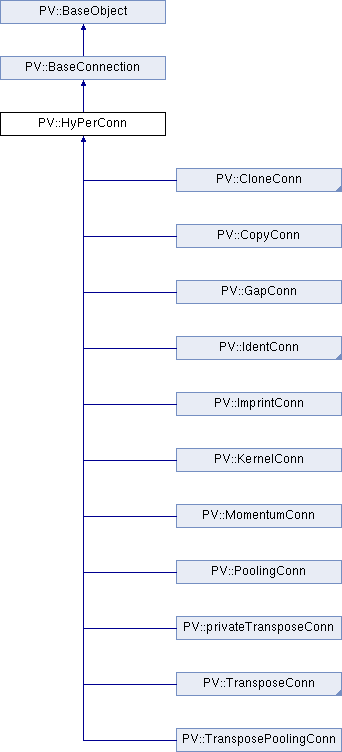 PV::BaseObject
PV::BaseConnection
PV::HyPerConn
PV::CloneConn
PV::CopyConn
PV::GapConn
PV::IdentConn
PV::ImprintConn
PV::KernelConn
PV::MomentumConn
PV::PoolingConn
PV::privateTransposeConn
PV::TransposeConn
PV::TransposePoolingConn